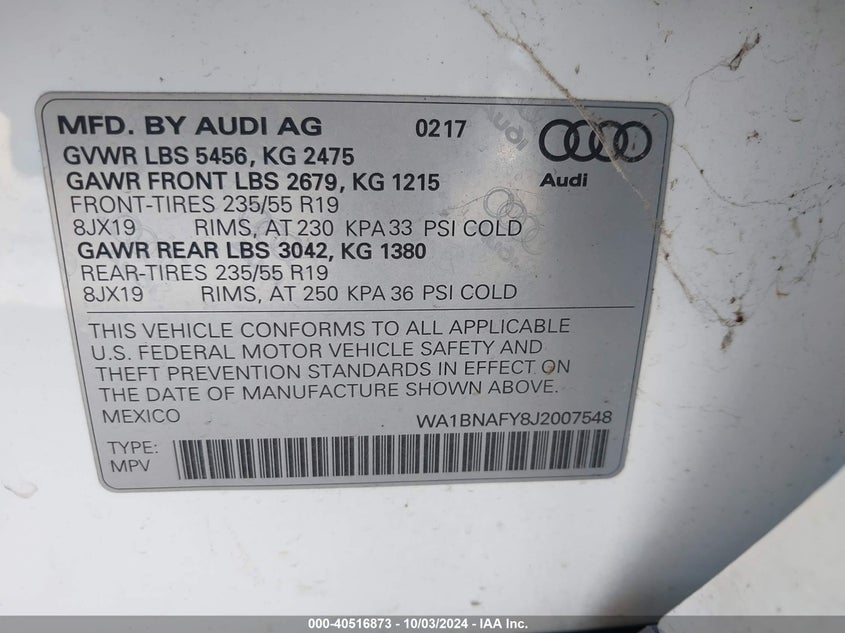 MFD. BY AUDI AG 0217
Audi
GVWR LBS 5456, KG 2475
GAWR FRONT LBS 2679, KG 1215
FRONT-TIRES 235/55 R19
8JX19 RIMS, AT 230 KPA 33 PSI COLD
GAWR REAR LBS 3042, KG 1380
REAR-TIRES 235/55 R19
8JX19 RIMS, AT 250 KPA 36 PSI COLD
THIS VEHICLE CONFORMS TO ALL APPLICABLE
U.S. FEDERAL MOTOR VEHICLE SAFETY AND
THEFT PREVENTION STANDARDS IN EFFECT ON
THE DATE OF MANUFACTURE SHOWN ABOVE.
MEXICO WA1BNAFY8J2007548
TYPE:
MPV
000-40516873 - 10/03/2024 - IAA Inc.